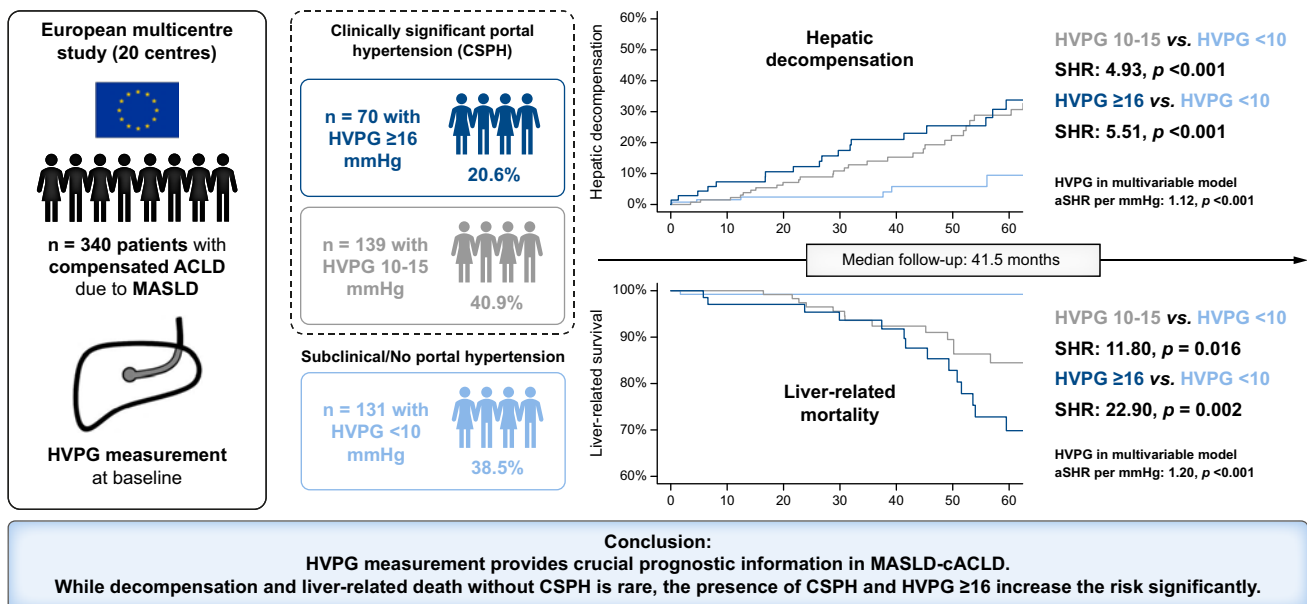 European multicentre
study (20 centres)
n = 340 patients with
compensated ACLD
due to MASLD
HVPG measurement
at baseline
Clinically significant portal
hypertension (CSPH)
n = 70 with
HVPG ≥16
mmHg
20.6%
n = 139 with
HVPG 10-15
mmHg
40.9%
Subclinical/No portal hypertension
n = 131 with
HVPG <10
mmHg
38.5%
Hepatic decompensation
60%
50%
40%
30%
20%
10%
0%
0 10 20 30 40 50 60
Hepatic
decompensation
HVPG 10-15 vs. HVPG <10
SHR: 4.93, p <0.001
HVPG ≥16 vs. HVPG <10
SHR: 5.51, p <0.001
HVPG in multivariable model
aSHR per mmHg: 1.12, p <0.001
Median follow-up: 41.5 months
Liver-related survival
100%
90%
80%
70%
60%
0 10 20 30 40 50 60
Liver-related
mortality
HVPG 10-15 vs. HVPG <10
SHR: 11.80, p = 0.016
HVPG ≥16 vs. HVPG <10
SHR: 22.90, p = 0.002
HVPG in multivariable model
aSHR per mmHg: 1.20, p <0.001
Conclusion:
HVPG measurement provides crucial prognostic information in MASLD-cACLD.
While decompensation and liver-related death without CSPH is rare, the presence of CSPH and HVPG ≥16 increase the risk significantly.